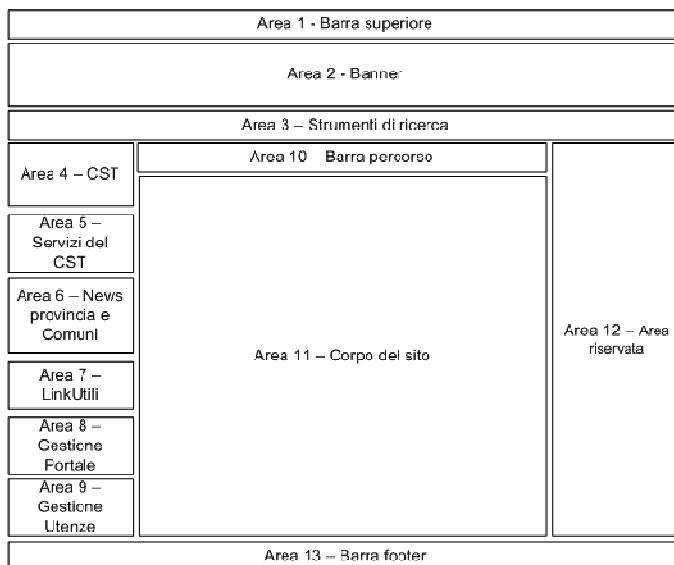 Area 1 - Barra superiore
Area 2 - Banner
Area 3 – Strumenti di ricerca
Area 4 – CST
Area 5 –
Servizi del
CST
Area 6 – News
provincia e
Comuni
Area 7 –
LinkUtili
Area 8 –
Gestione
Portale
Area 9 –
Gestione
Utenze
Area 10 – Barra percorso
Area 11 – Corpo del sito
Area 12 – Area
riservata
Area 13 – Barra footer